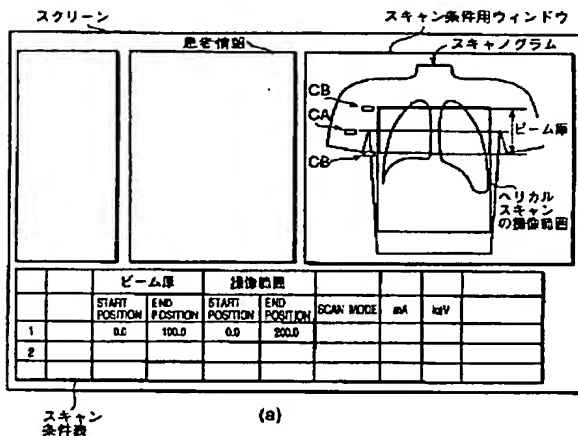 スクリーン
スキャン条件用ウィンドウ
患者情報
スキャノグラム
CB
CA
CB
ビーム厚
ヘリカル
スキャン
の撮像範囲
ビーム厚 撮像範囲
START POSITION END POSITION START POSITION END POSITION SCAN MODE mA
1 0.0 100.0 0.0 200.0
2
スキャン
条件表
(a)